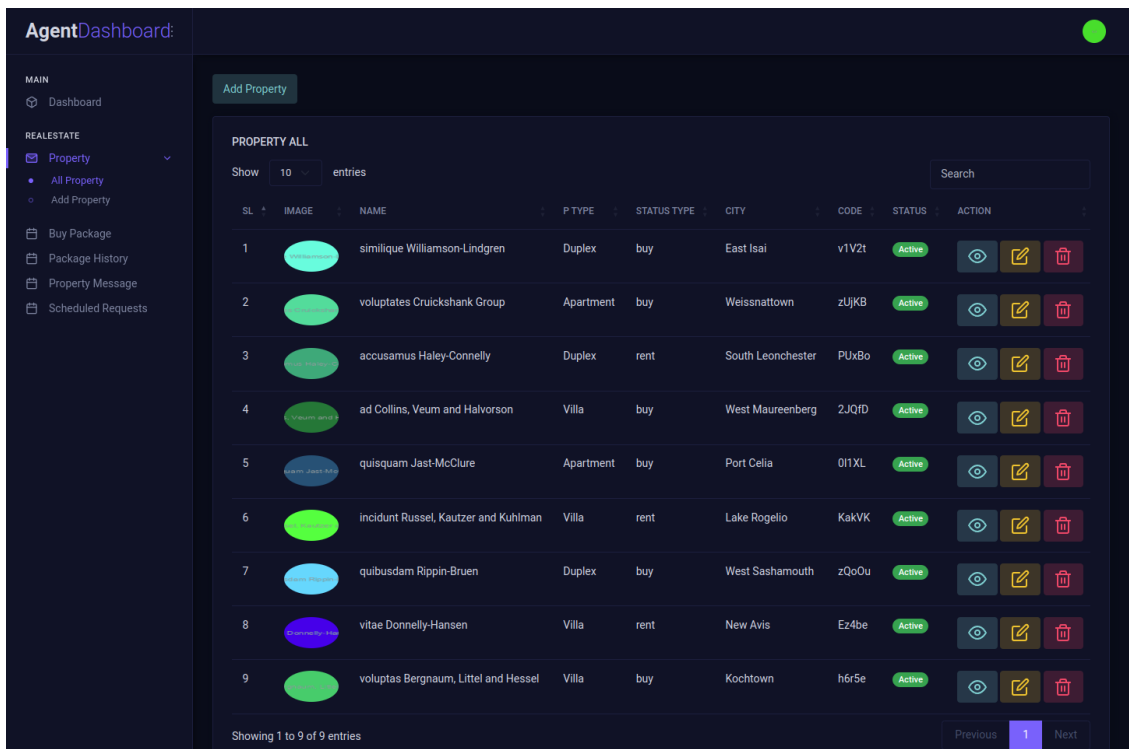 AgentDashboard
MAIN
Dashboard
REALESTATE
Property
All Property
Add Property
Buy Package
Package History
Property Message
Scheduled Requests
Add Property
PROPERTY ALL
Show 10 entries
Search
SL IMAGE NAME P TYPE STATUS TYPE CITY CODE STATUS ACTION
1 similique Williamson-Lindgren Duplex buy East Isai v1V2t Active
2 voluptates Cruickshank Group Apartment buy Weissnattown zUjKB Active
3 accusamus Haley-Connelly Duplex rent South Leonchester PUxBo Active
4 ad Collins, Veum and Halvorson Villa buy West Maureenberg 2JQfD Active
5 quisquam Jast-McClure Apartment buy Port Celia Active
6 incidunt Russel, Kautzer and Kuhlman Villa rent Lake Rogelio KakVK Active
7 quibusdam Rippin-Bruen Duplex buy West Sashamouth zQoOu Active
8 vitae Donnelly-Hansen Villa rent New Avis Ez4be Active
9 voluptas Bergnaum, Littel and Hessel Villa buy Kochtown h6r5e Active
Showing 1 to 9 of 9 entries
Previous 1 Next